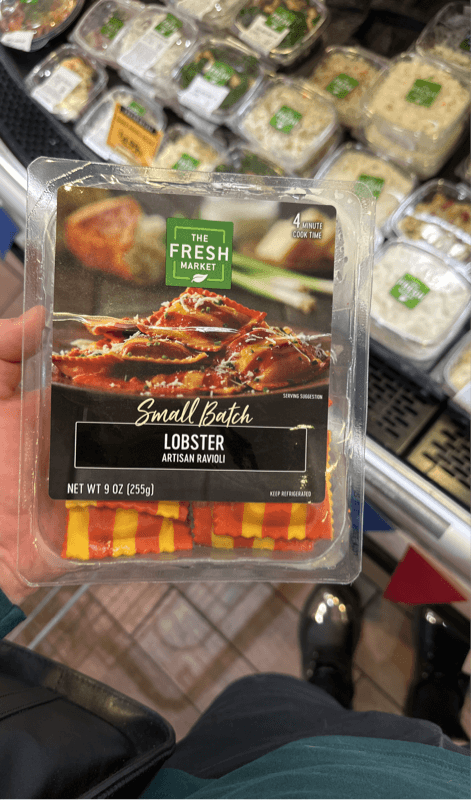 THE
FRESH
MARKET
4 MINUTE
COOK TIME
SERVING SUGGESTION
Small Batch
LOBSTER
ARTISAN RAVIOLI
NET WT 9 OZ (255g)
KEEP REFRIGERATED